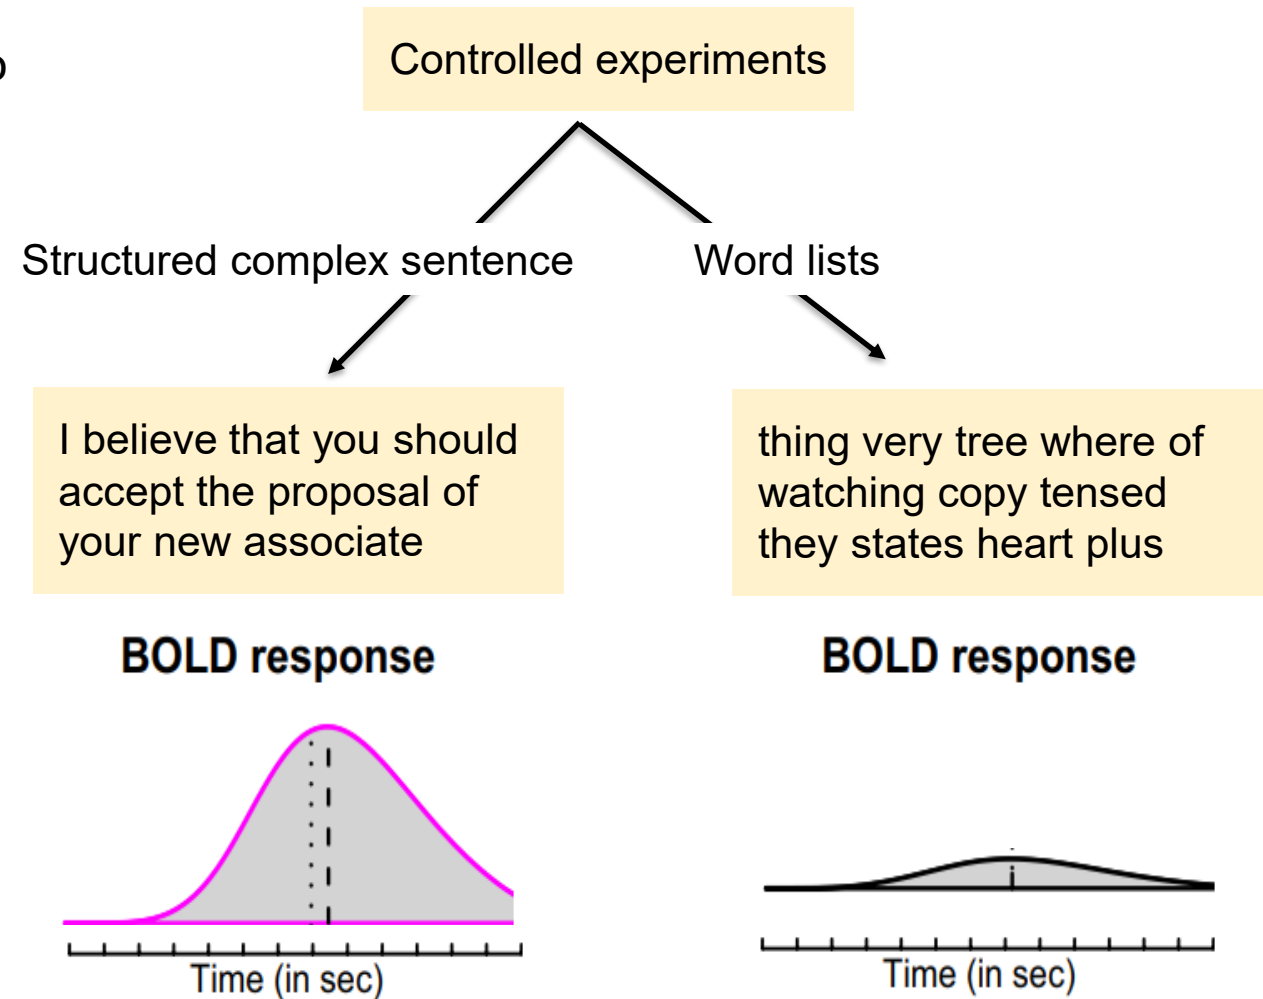 Controlled experiments
Structured complex sentence
Word lists
I believe that you should
accept the proposal of
your new associate
thing very tree where of
watching copy tensed
they states heart plus
BOLD response
BOLD response
Time (in sec)
Time (in sec)